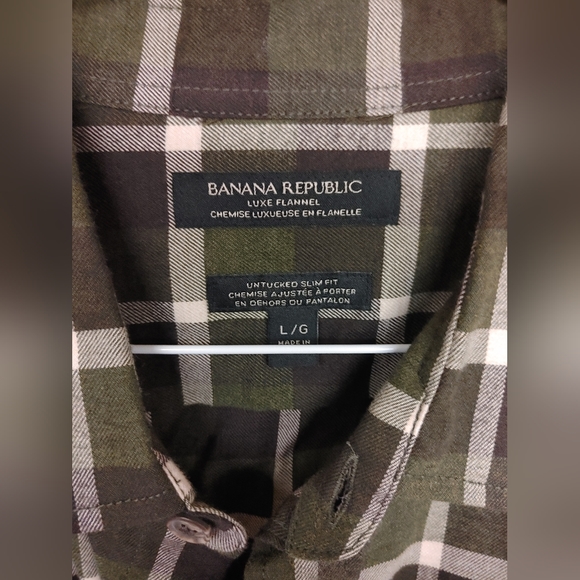 BANANA REPUBLIC
LUXE FLANNEL
CHEMISE LUXUEUSE EN FLANELLE
UNTUCKED SLIM FIT
CHEMISE AJUSTÉE À PORTER
EN DEHORS DU PANTALON
L/G
MADE IN